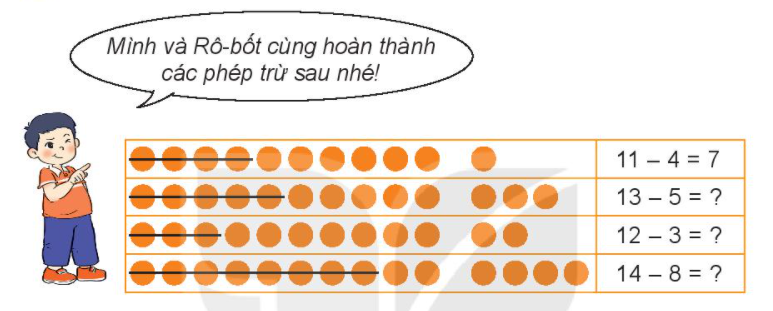 Mình và Rô-bốt cùng hoàn thành
các phép trừ sau nhé!
11 – 4 = 7
13 – 5 = ?
12 – 3 = ?
14 – 8 = ?